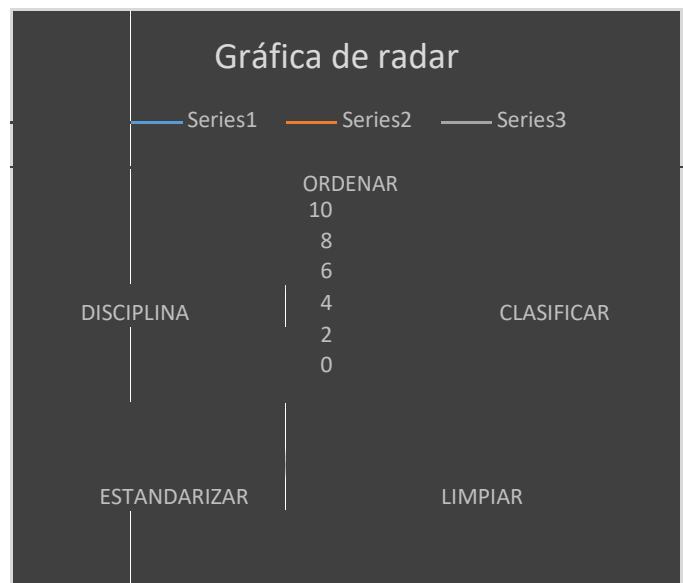 Gráfica de radar
Series1 Series2 Series3
ORDENAR
10
8
6
4
DISCIPLINA CLASIFICAR
2
0
ESTANDARIZAR LIMPIAR